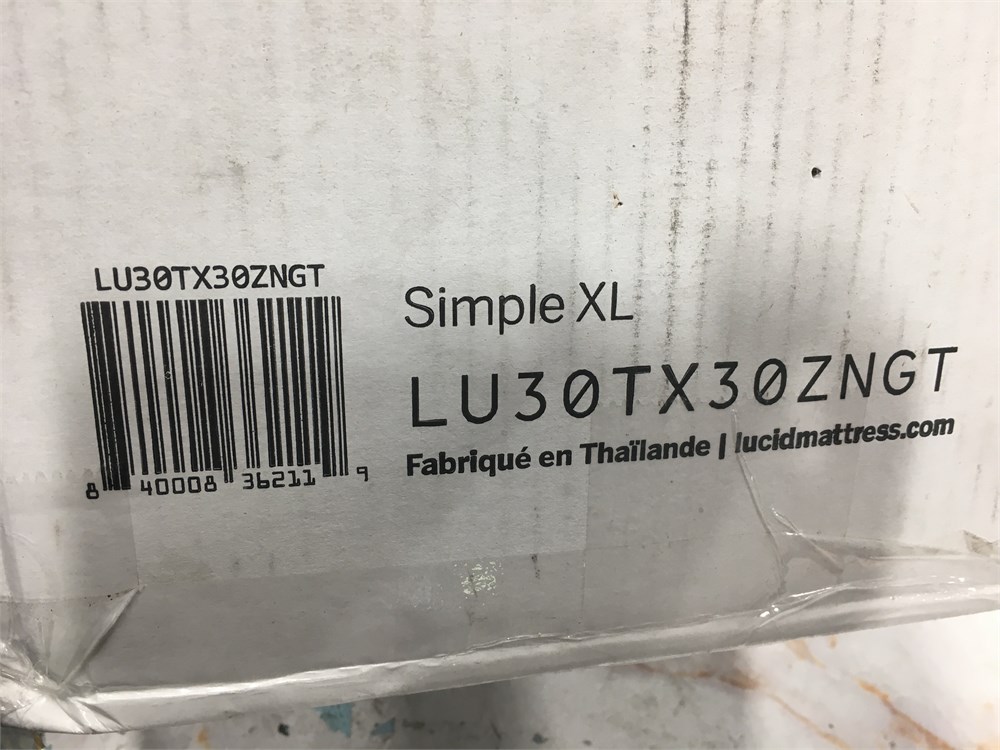 LU30TX30ZNGT
8 40008 36211 9
Simple XL
LU30TX30ZNGT
Fabriqué en Thaïlande | lucidmattress.com